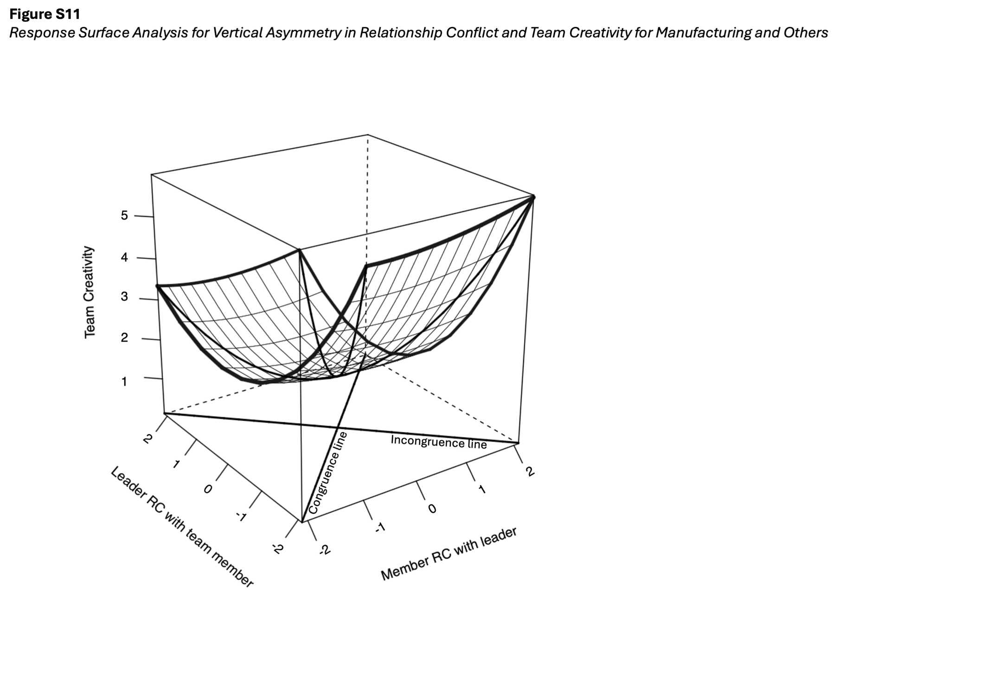 Figure S11
Response Surface Analysis for Vertical Asymmetry in Relationship Conflict and Team Creativity for Manufacturing and Others
5
4
3
2
1
Team Creativity
2
1
0
-1
-2
Leader RC with team member
-2
-1
0
1
2
Member RC with leader
Congruence line
Incongruence line